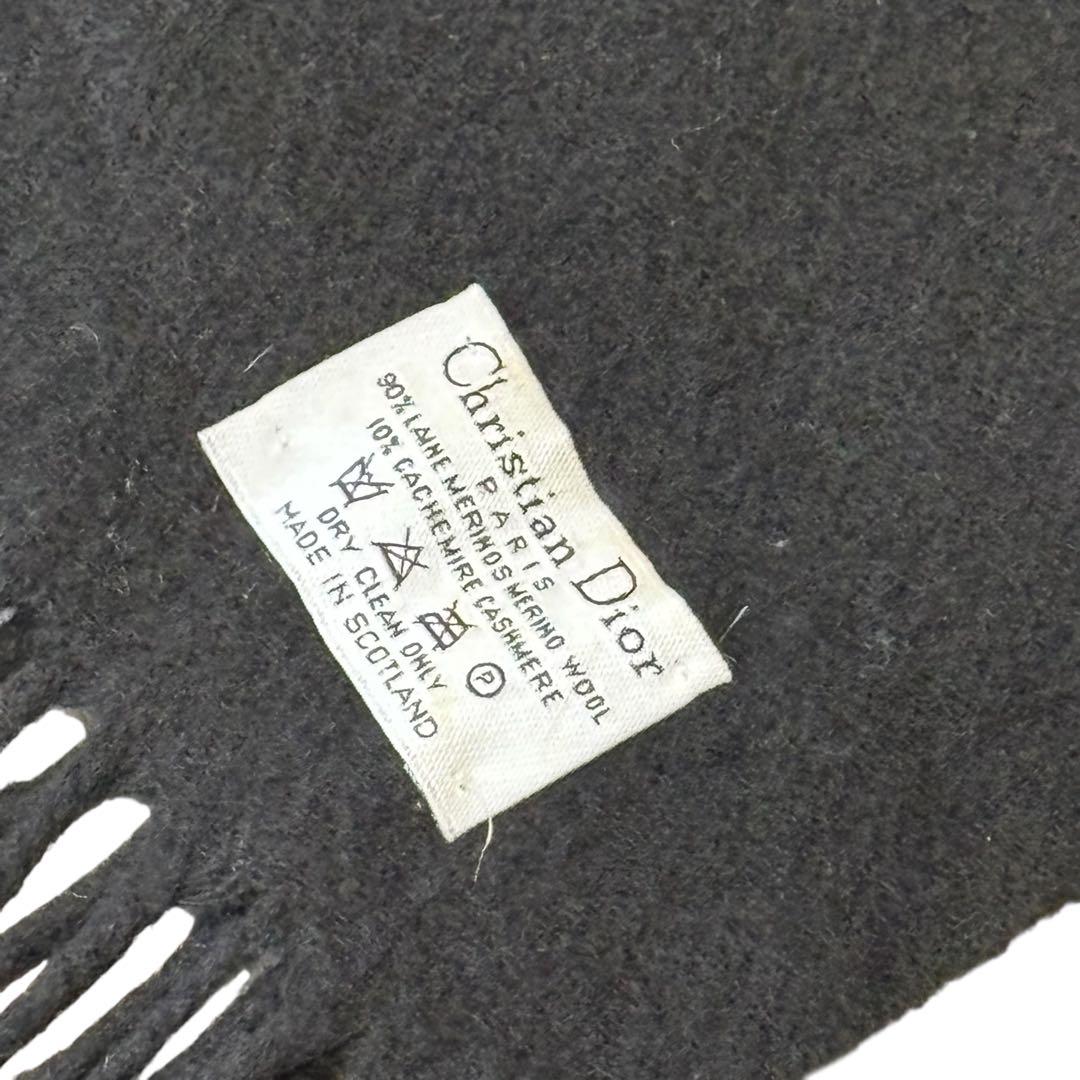 Christian Dior
PARIS
90% LAINE MERINOS MERINO WOOL
10% CACHEMIRE CASHMERE
P
DRY CLEAN ONLY
MADE IN SCOTLAND